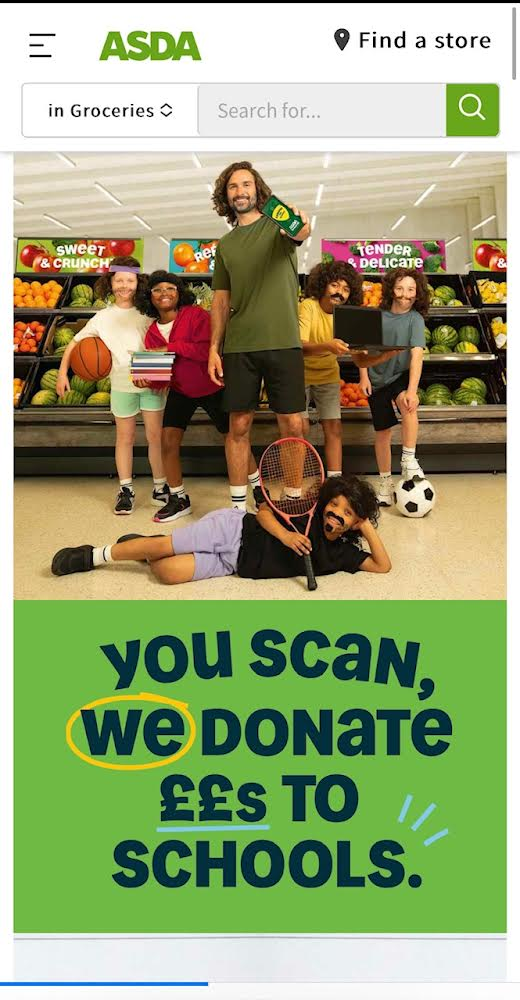 ASDA
Find a store
in Groceries
Search for...
SWEET
& CRUNCH
TENDER
& DELICATE
&
YOU SCAN,
WE DONATE
££s TO
SCHOOLS.